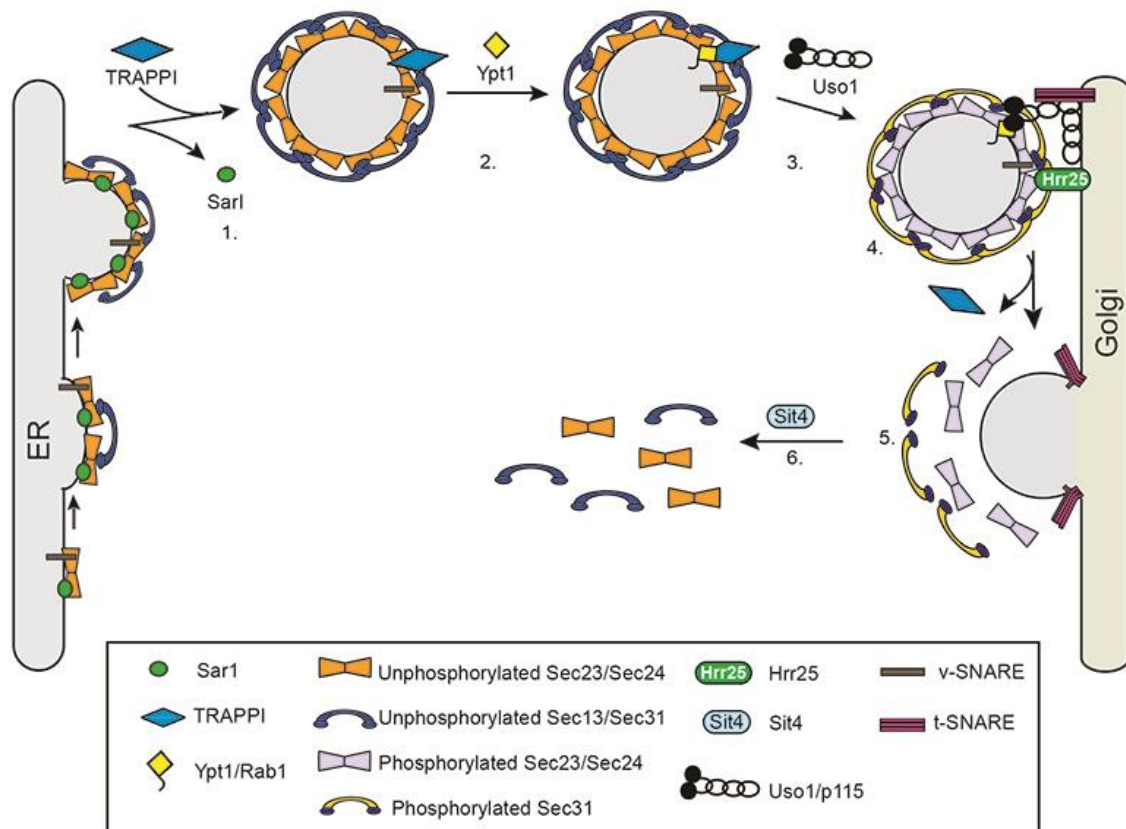 TRAPPI
SarI
1.
Ypt1
2.
Uso1
3.
Hrr25
4.
ER
Golgi
5.
Sit4
6.
Sar1
TRAPPI
Ypt1/Rab1
Unphosphorylated Sec23/Sec24
Unphosphorylated Sec13/Sec31
Phosphorylated Sec23/Sec24
Phosphorylated Sec31
Hrr25 Hrr25
Sit4 Sit4
Uso1/p115
v-SNARE
t-SNARE